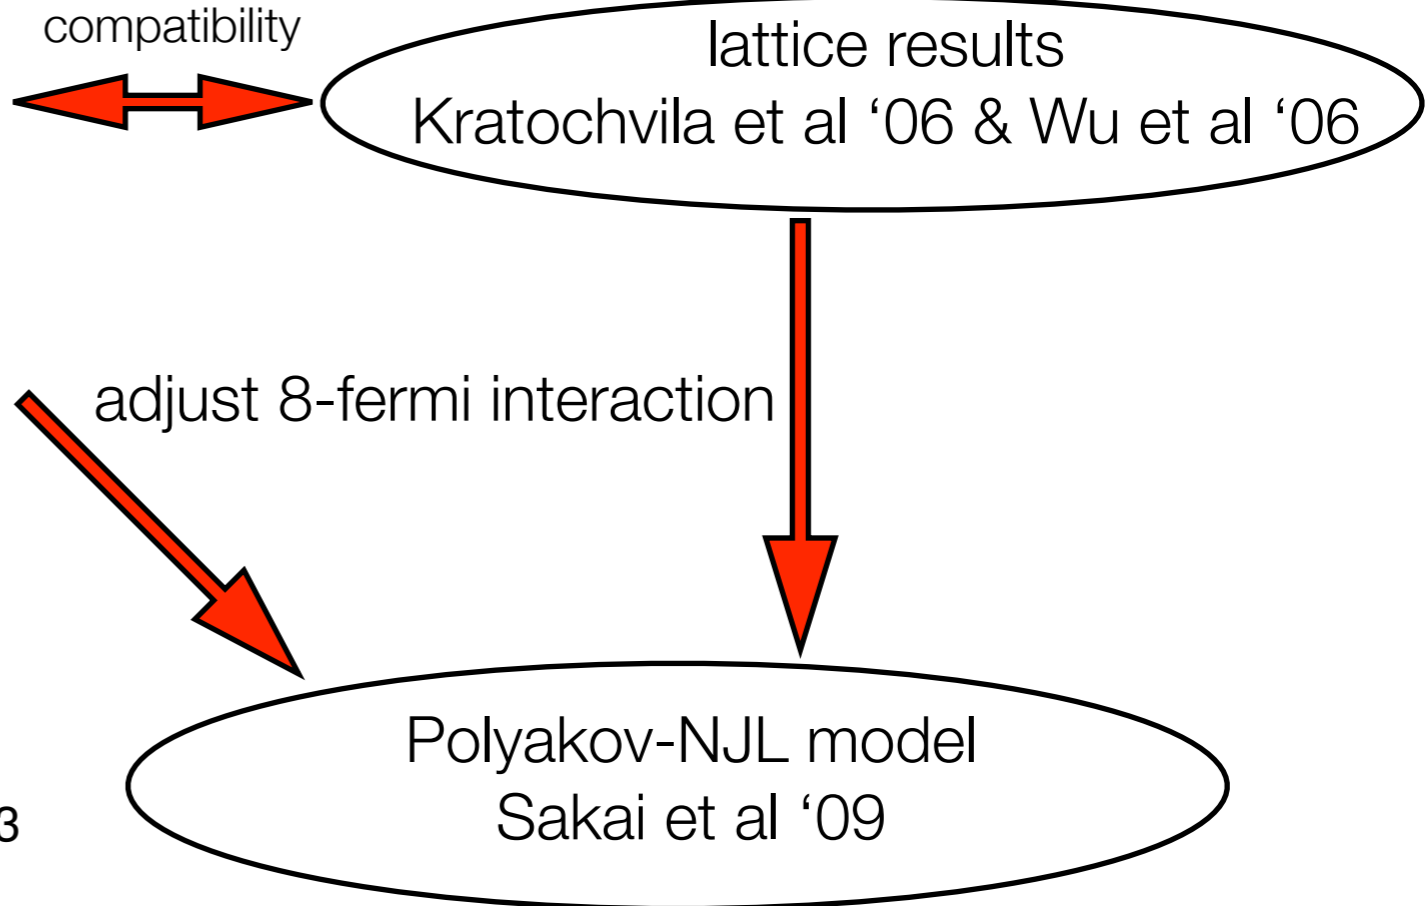 compatibility
lattice results
Kratochvila et al ‘06 & Wu et al ‘06
adjust 8-fermi interaction
Polyakov-NJL model
Sakai et al ‘09
3